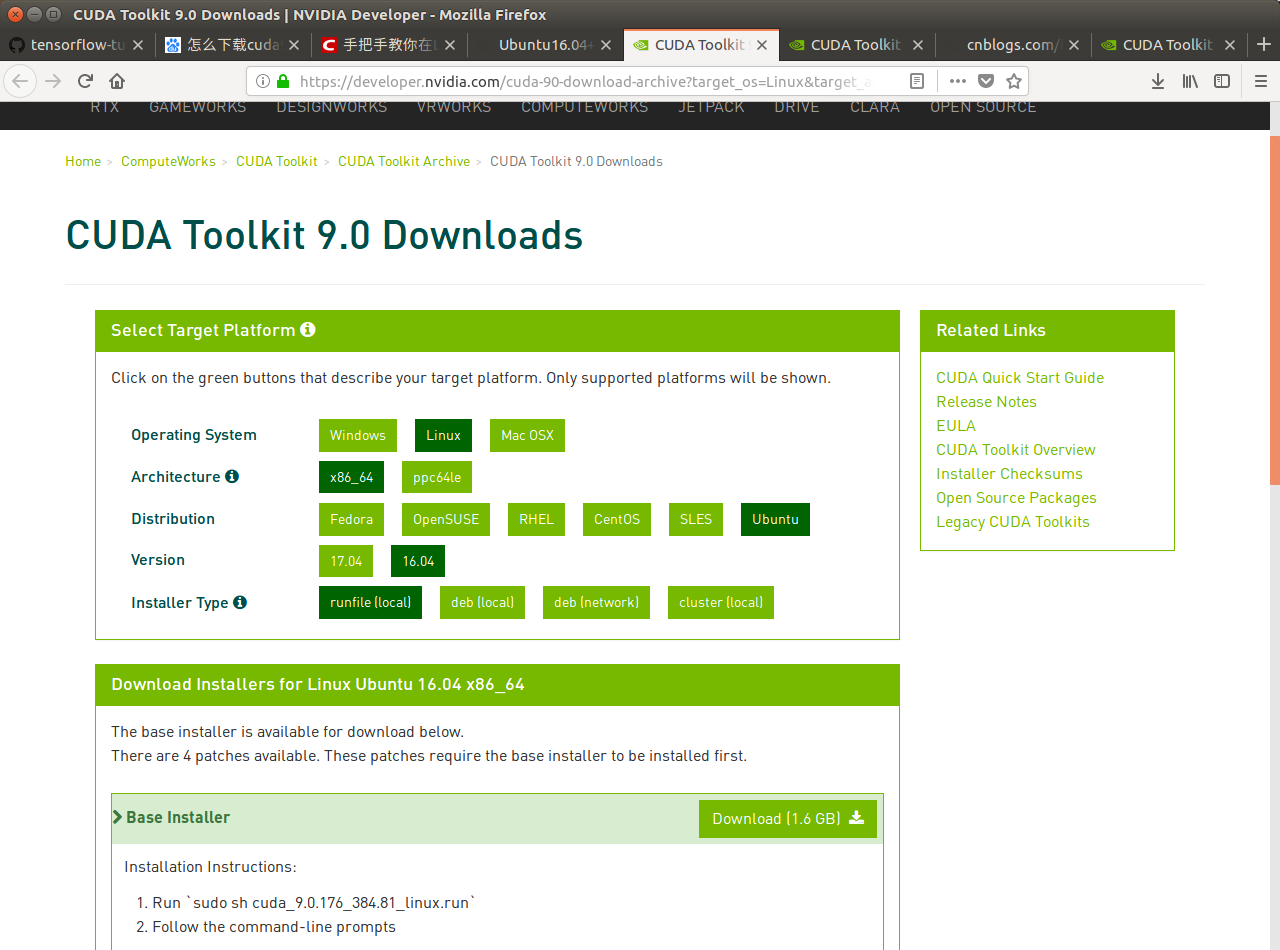 CUDA Toolkit 9.0 Downloads | NVIDIA Developer - Mozilla Firefox
tensorflow-tu 怎么下载cuda 手把手教你在 Ubuntu16.04+ CUDA Toolkit CUDA Toolkit cnblogs.com/ CUDA Toolkit
https://developer.nvidia.com/cuda-90-download-archive?target_os=Linux&target_a
RTX GAMEWORKS DESIGNWORKS VRWORKS COMPUTEWORKS JETPACK DRIVE CLARA OPEN SOURCE
Home > ComputeWorks > CUDA Toolkit > CUDA Toolkit Archive > CUDA Toolkit 9.0 Downloads
CUDA Toolkit 9.0 Downloads
Select Target Platform
Click on the green buttons that describe your target platform. Only supported platforms will be shown.
Operating System Windows Linux Mac OSX
Architecture x86_64 ppc64le
Distribution Fedora OpenSUSE RHEL CentOS SLES Ubuntu
Version 17.04 16.04
Installer Type runfile (local) deb (local) deb (network) cluster (local)
Related Links
CUDA Quick Start Guide
Release Notes
EULA
CUDA Toolkit Overview
Installer Checksums
Open Source Packages
Legacy CUDA Toolkits
Download Installers for Linux Ubuntu 16.04 x86_64
The base installer is available for download below.
There are 4 patches available. These patches require the base installer to be installed first.
Base Installer Download (1.6 GB)
Installation Instructions:
1. Run `sudo sh cuda_9.0.176_384.81_linux.run`
2. Follow the command-line prompts